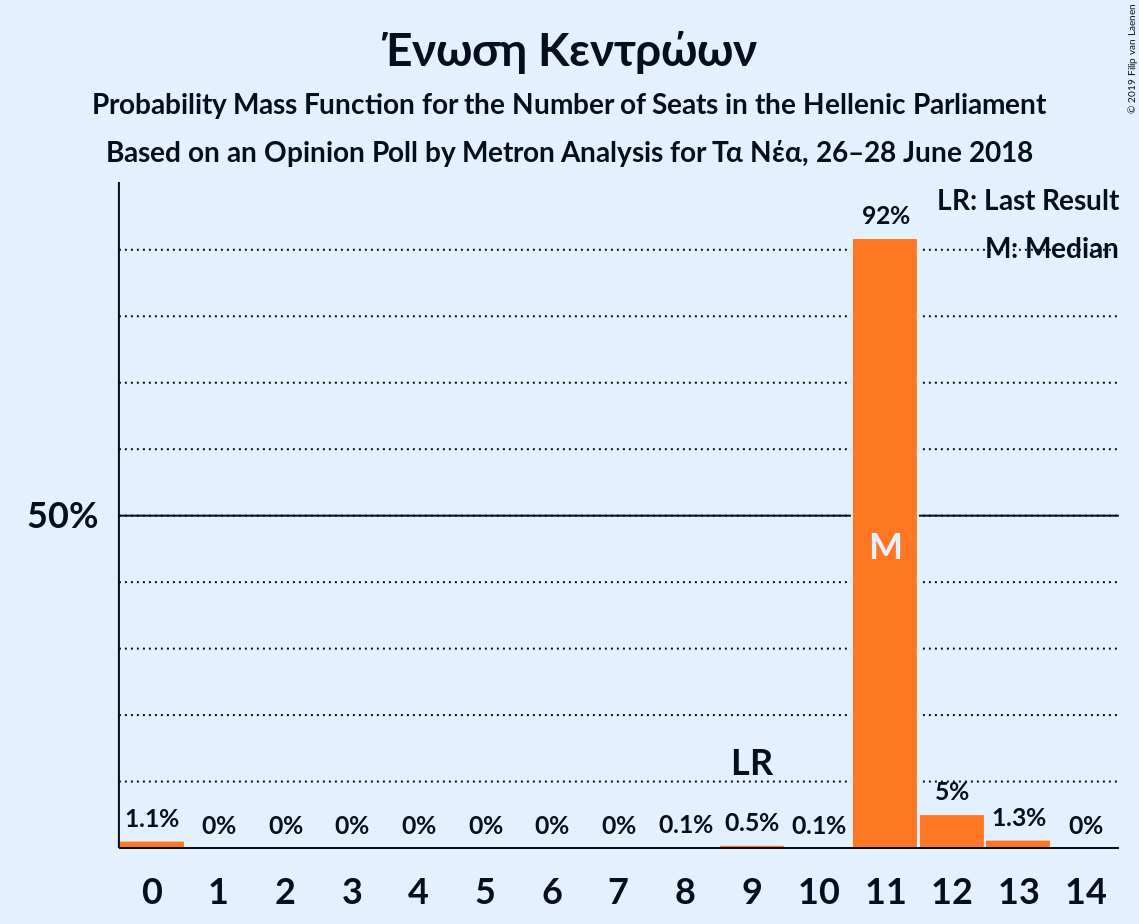 Ένωση Κεντρώων
Probability Mass Function for the Number of Seats in the Hellenic Parliament
Based on an Opinion Poll by Metron Analysis for Τα Νέα, 26–28 June 2018
© 2019 Filip van Laenen
LR: Last Result
M: Median
92%
50%
M
LR
1.1% 0% 0% 0% 0% 0% 0% 0% 0.1% 0.5% 0.1% 5% 1.3% 0%
0 1 2 3 4 5 6 7 8 9 10 11 12 13 14